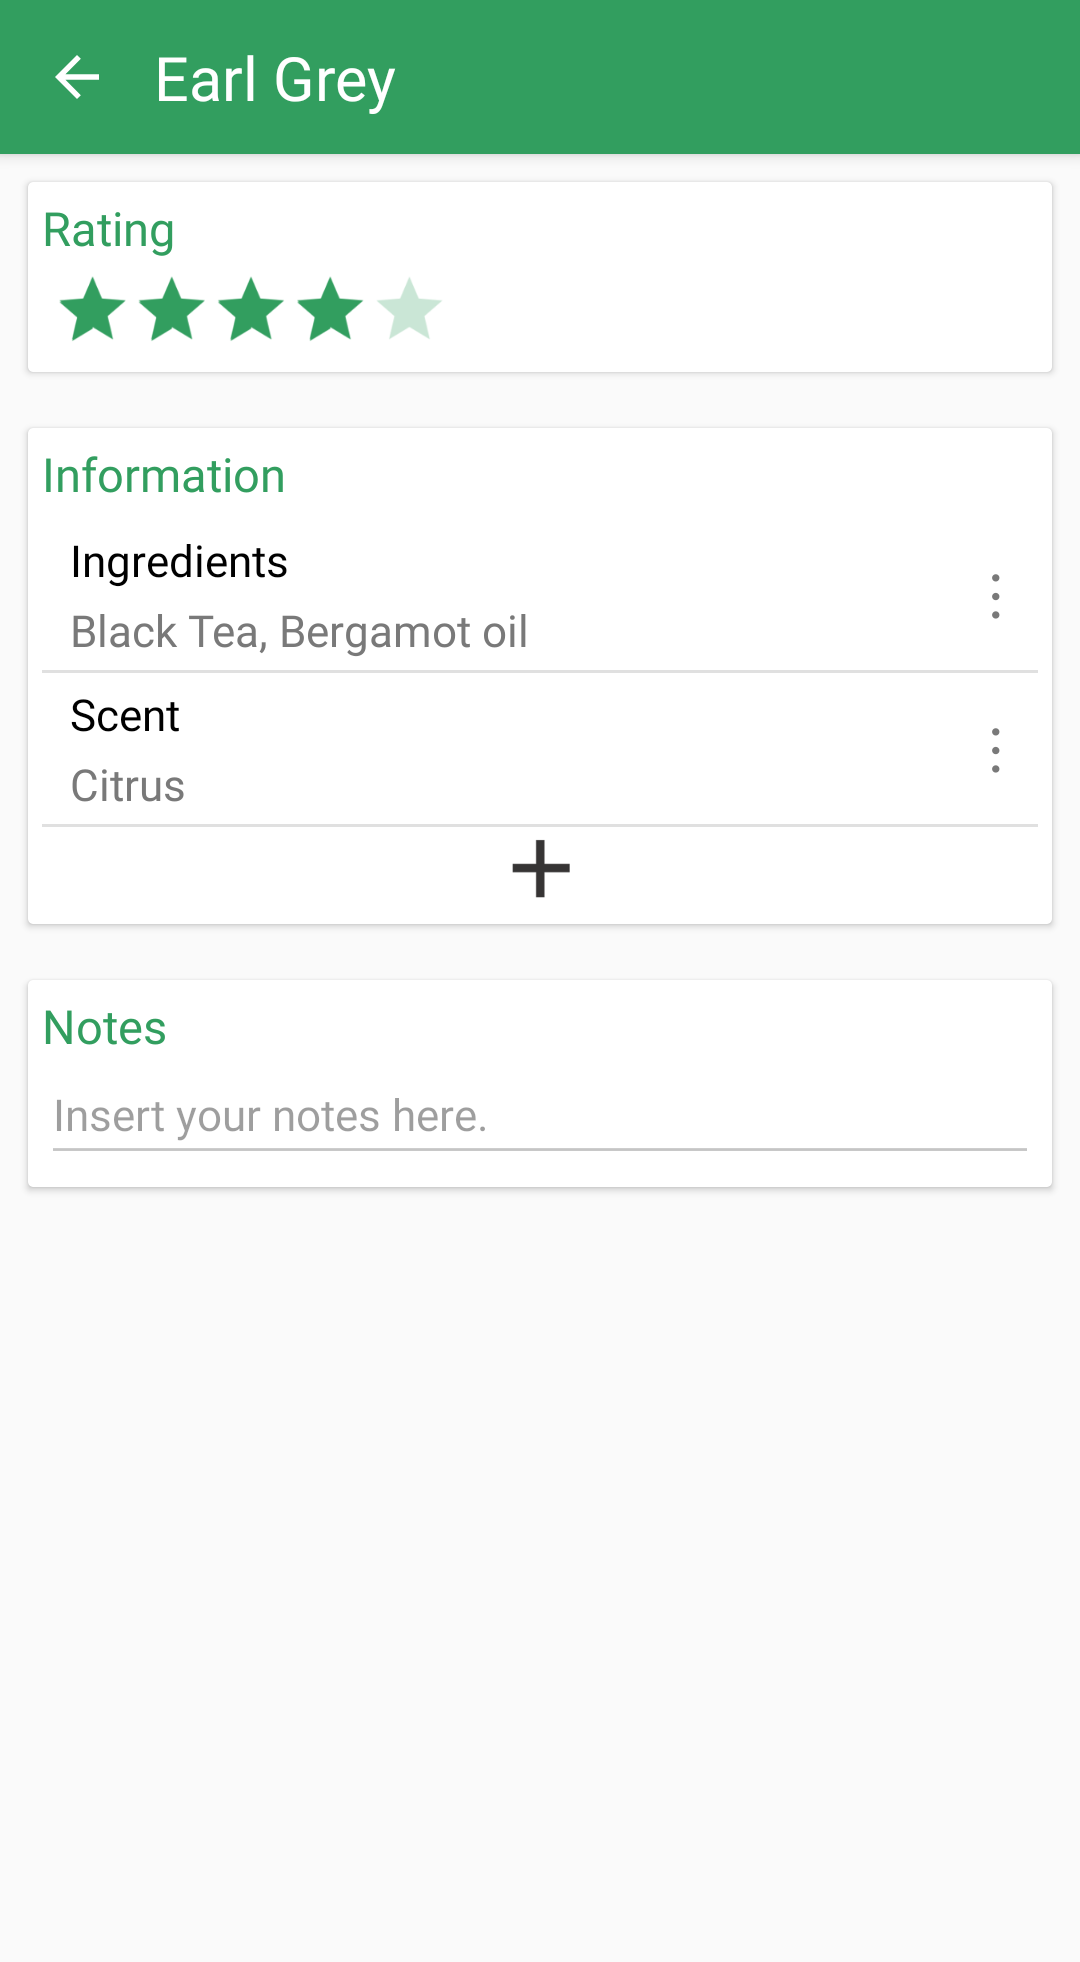 Earl Grey
Rating
Information
Ingredients
Black Tea, Bergamot oil
Scent
Citrus
Notes
Insert your notes here.